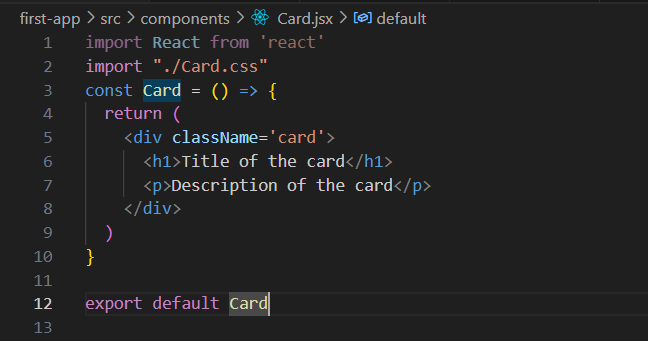 first-app > src > components > Card.jsx > default
1 import React from 'react'
2 import "./Card.css"
3 const Card = () => {
4   return (
5     <div className='card'>
6       <h1>Title of the card</h1>
7       <p>Description of the card</p>
8     </div>
9   )
10 }
11
12 export default Card
13